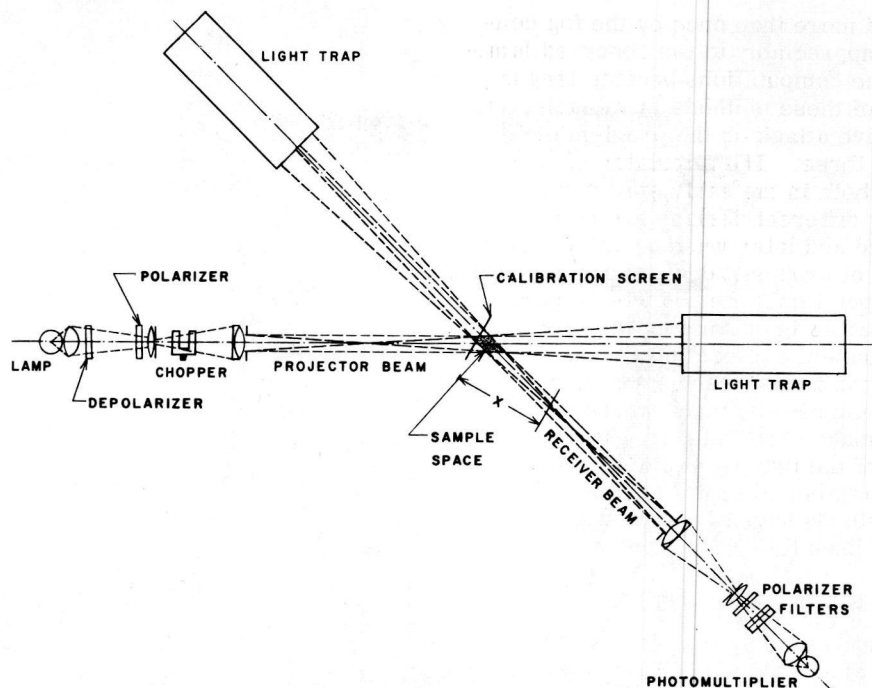 LIGHT TRAP
POLARIZER
CALIBRATION SCREEN
LAMP
CHOPPER
PROJECTOR BEAM
LIGHT TRAP
DEPOLARIZER
X
SAMPLE
SPACE
RECEIVER BEAM
POLARIZER
FILTERS
PHOTOMULTIPLIER